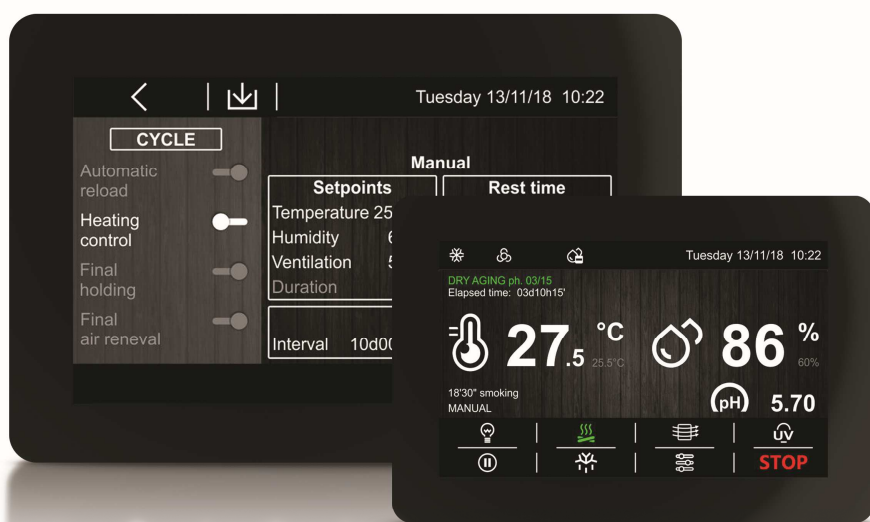 Tuesday 13/11/18 10:22
CYCLE
Automatic
reload
Heating
control
Final
holding
Final
air reneval
Manual
Setpoints
Temperature 25
Humidity
Ventilation
Duration
Interval 10d00
Rest time
Tuesday 13/11/18 10:22
DRY AGING ph. 03/15
Elapsed time: 03d10h15'
27.5 °C
25.5°C
86 %
60%
18'30" smoking
MANUAL
pH 5.70
UV
STOP